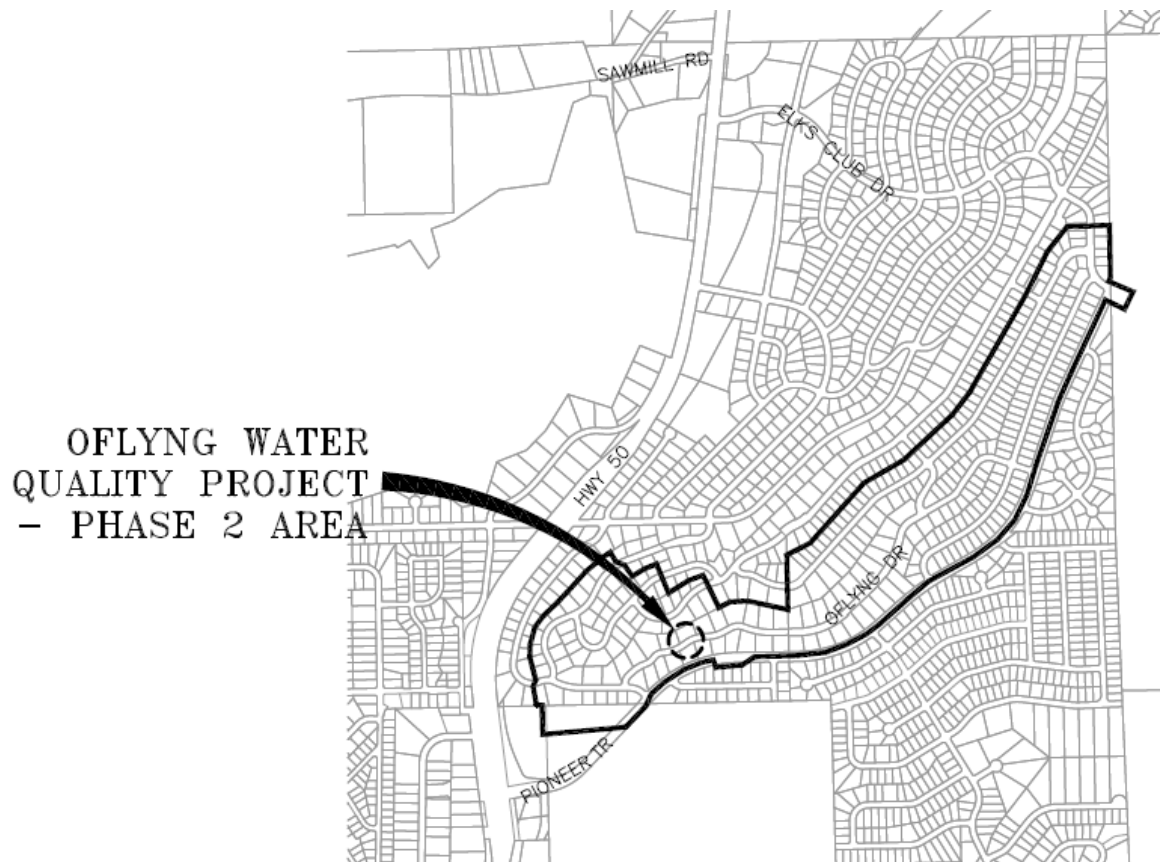 SAWMILL RD
ELKS CLUB DR
HWY 50
OFLYNG WATER
QUALITY PROJECT
– PHASE 2 AREA
OFLYNG DR
PIONEER TR